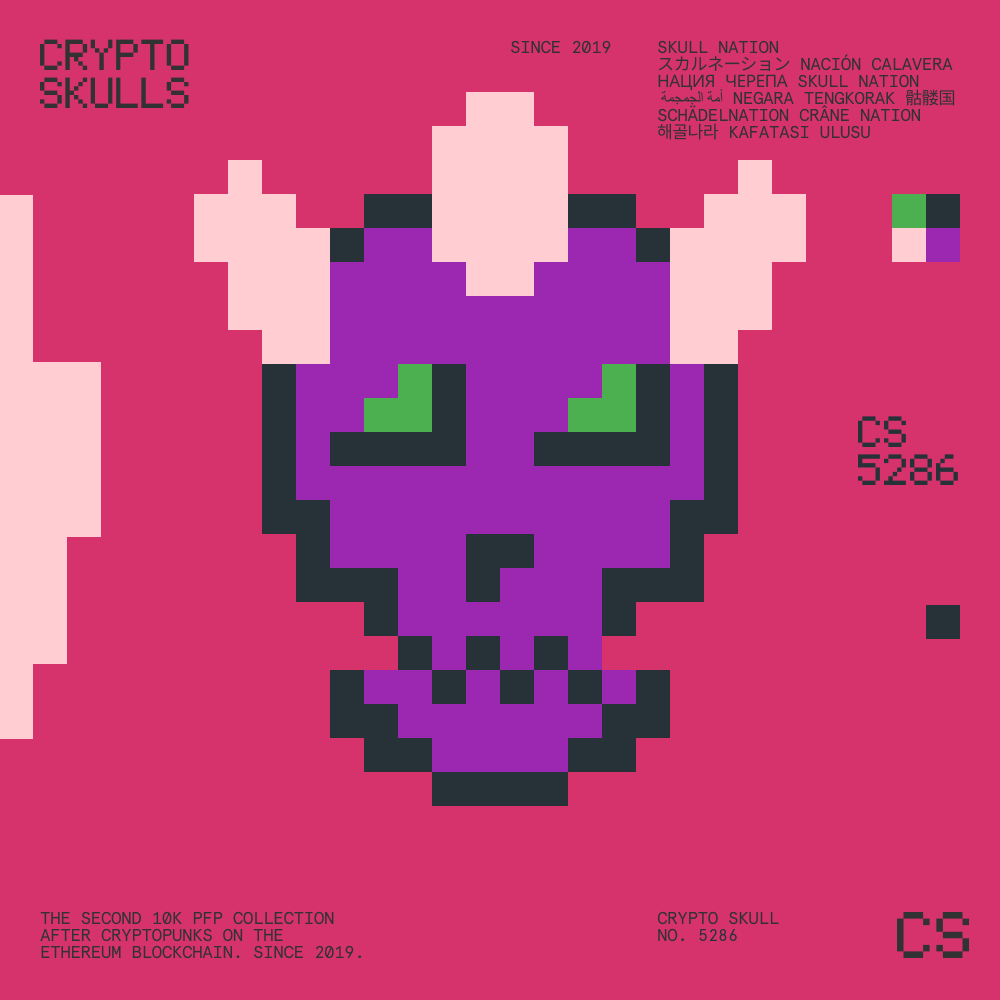 CRYPTO
SKULLS
SINCE 2019
SKULL NATION
スカルネーション NACIÓN CALAVERA
НАЦИЯ ЧЕРЕПА SKULL NATION
أمة الجمجمة NEGARA TENGKORAK 骷髅国
SCHÄDELNATION CRÂNE NATION
해골나라 KAFATASI ULUSU
CS
5286
THE SECOND 10K PFP COLLECTION
AFTER CRYPTOPUNKS ON THE
ETHEREUM BLOCKCHAIN. SINCE 2019.
CRYPTO SKULL
NO. 5286
CS